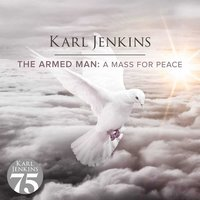 KARL JENKINS
THE ARMED MAN: A MASS FOR PEACE
KARL
JENKINS
75